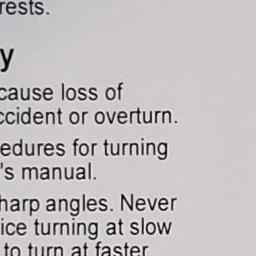 rests.
y
cause loss of
ccident or overturn.
edures for turning
's manual.
harp angles. Never
ice turning at slow
to turn at faster